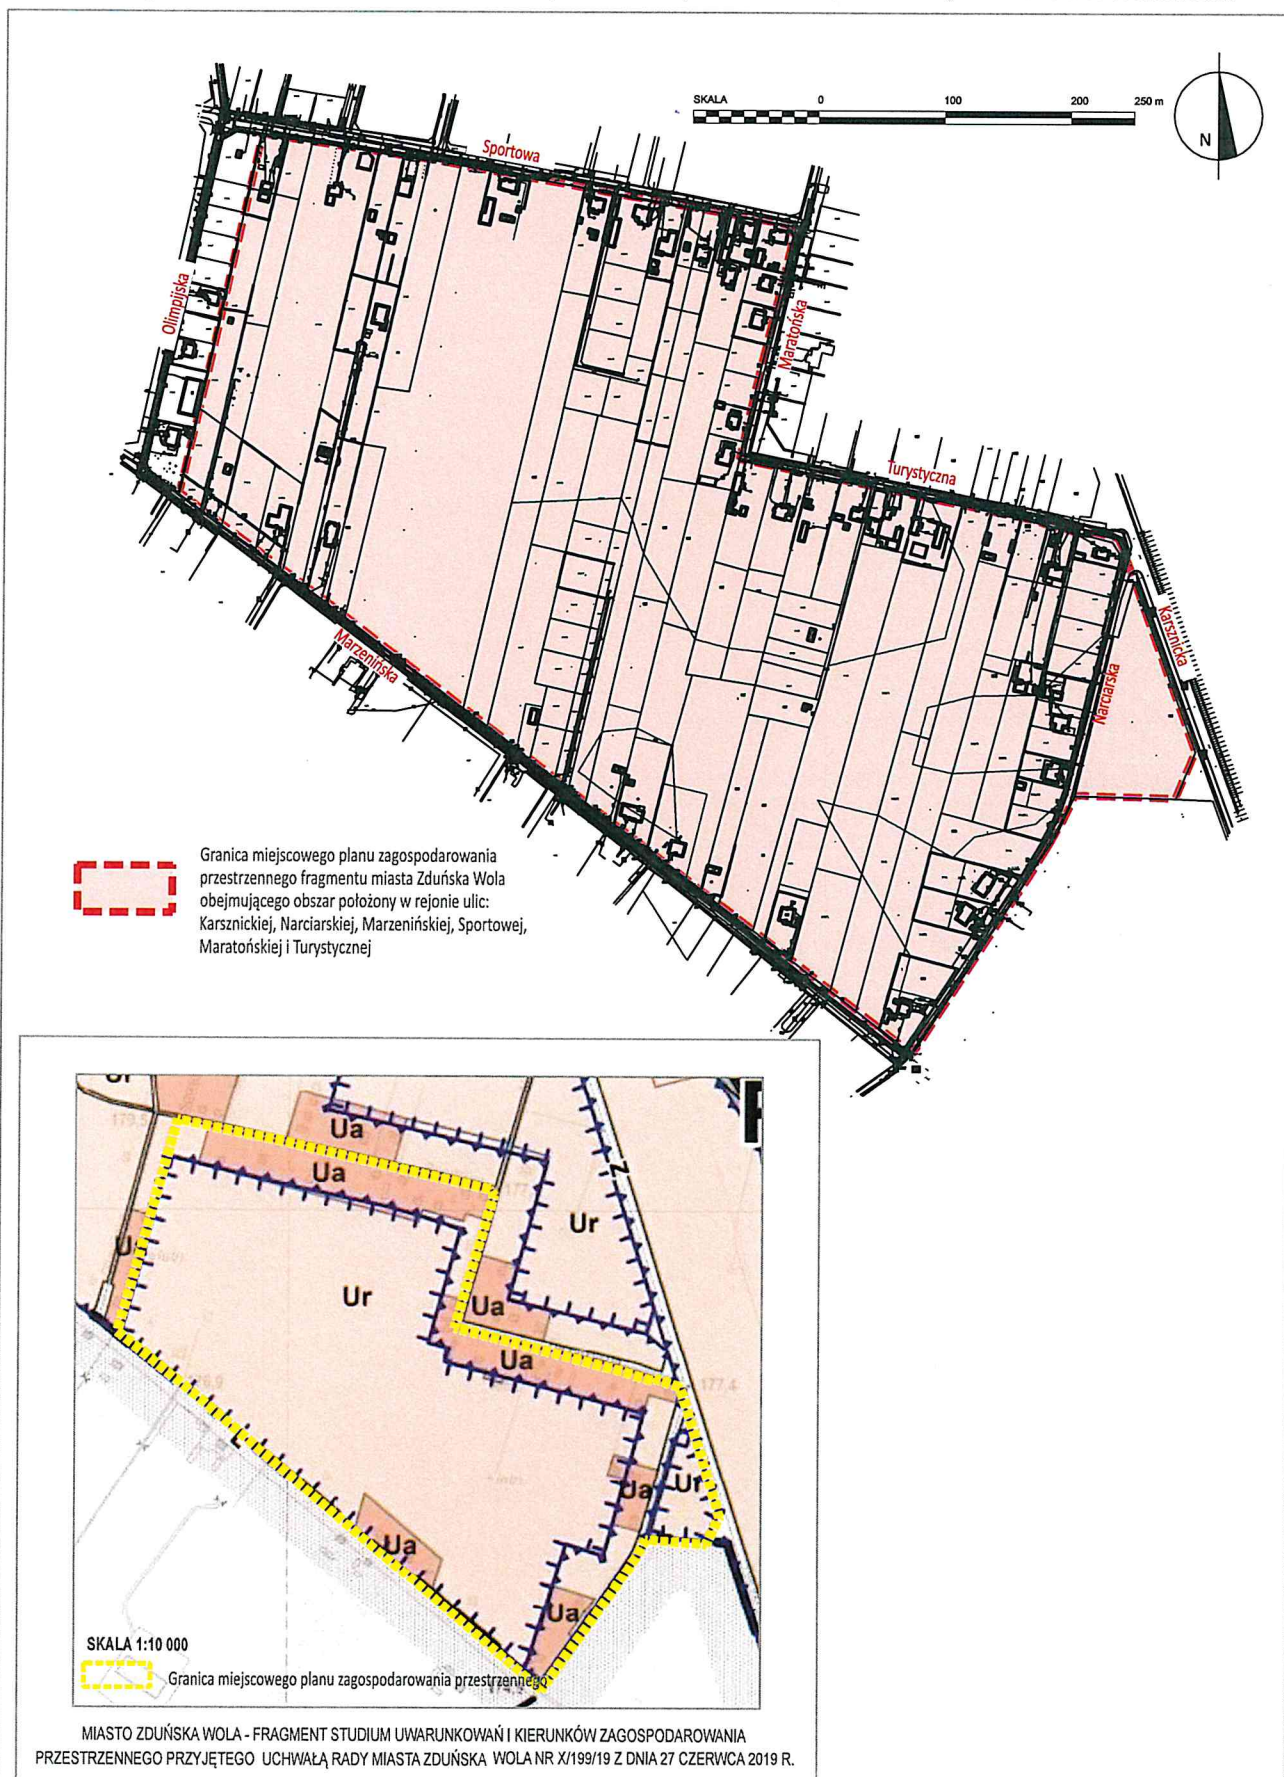 SKALA 0 100 200 250 m
N
Sportowa
Olimpijska
Maratońska
Turystyczna
Karsznicka
Narciarska
Marzenińska
Granica miejscowego planu zagospodarowania
przestrzennego fragmentu miasta Zduńska Wola
obejmującego obszar położony w rejonie ulic:
Karsznickiej, Narciarskiej, Marzenińskiej, Sportowej,
Maratońskiej i Turystycznej
Ur
Ua
Ua
Z
Ur
Ur
Ua
Ua
177,4
L
Ua
Ur
Ua
Ua
SKALA 1:10 000
Granica miejscowego planu zagospodarowania przestrzennego
MIASTO ZDUŃSKA WOLA - FRAGMENT STUDIUM UWARUNKOWAŃ I KIERUNKÓW ZAGOSPODAROWANIA
PRZESTRZENNEGO PRZYJĘTEGO UCHWAŁĄ RADY MIASTA ZDUŃSKA WOLA NR X/199/19 Z DNIA 27 CZERWCA 2019 R.